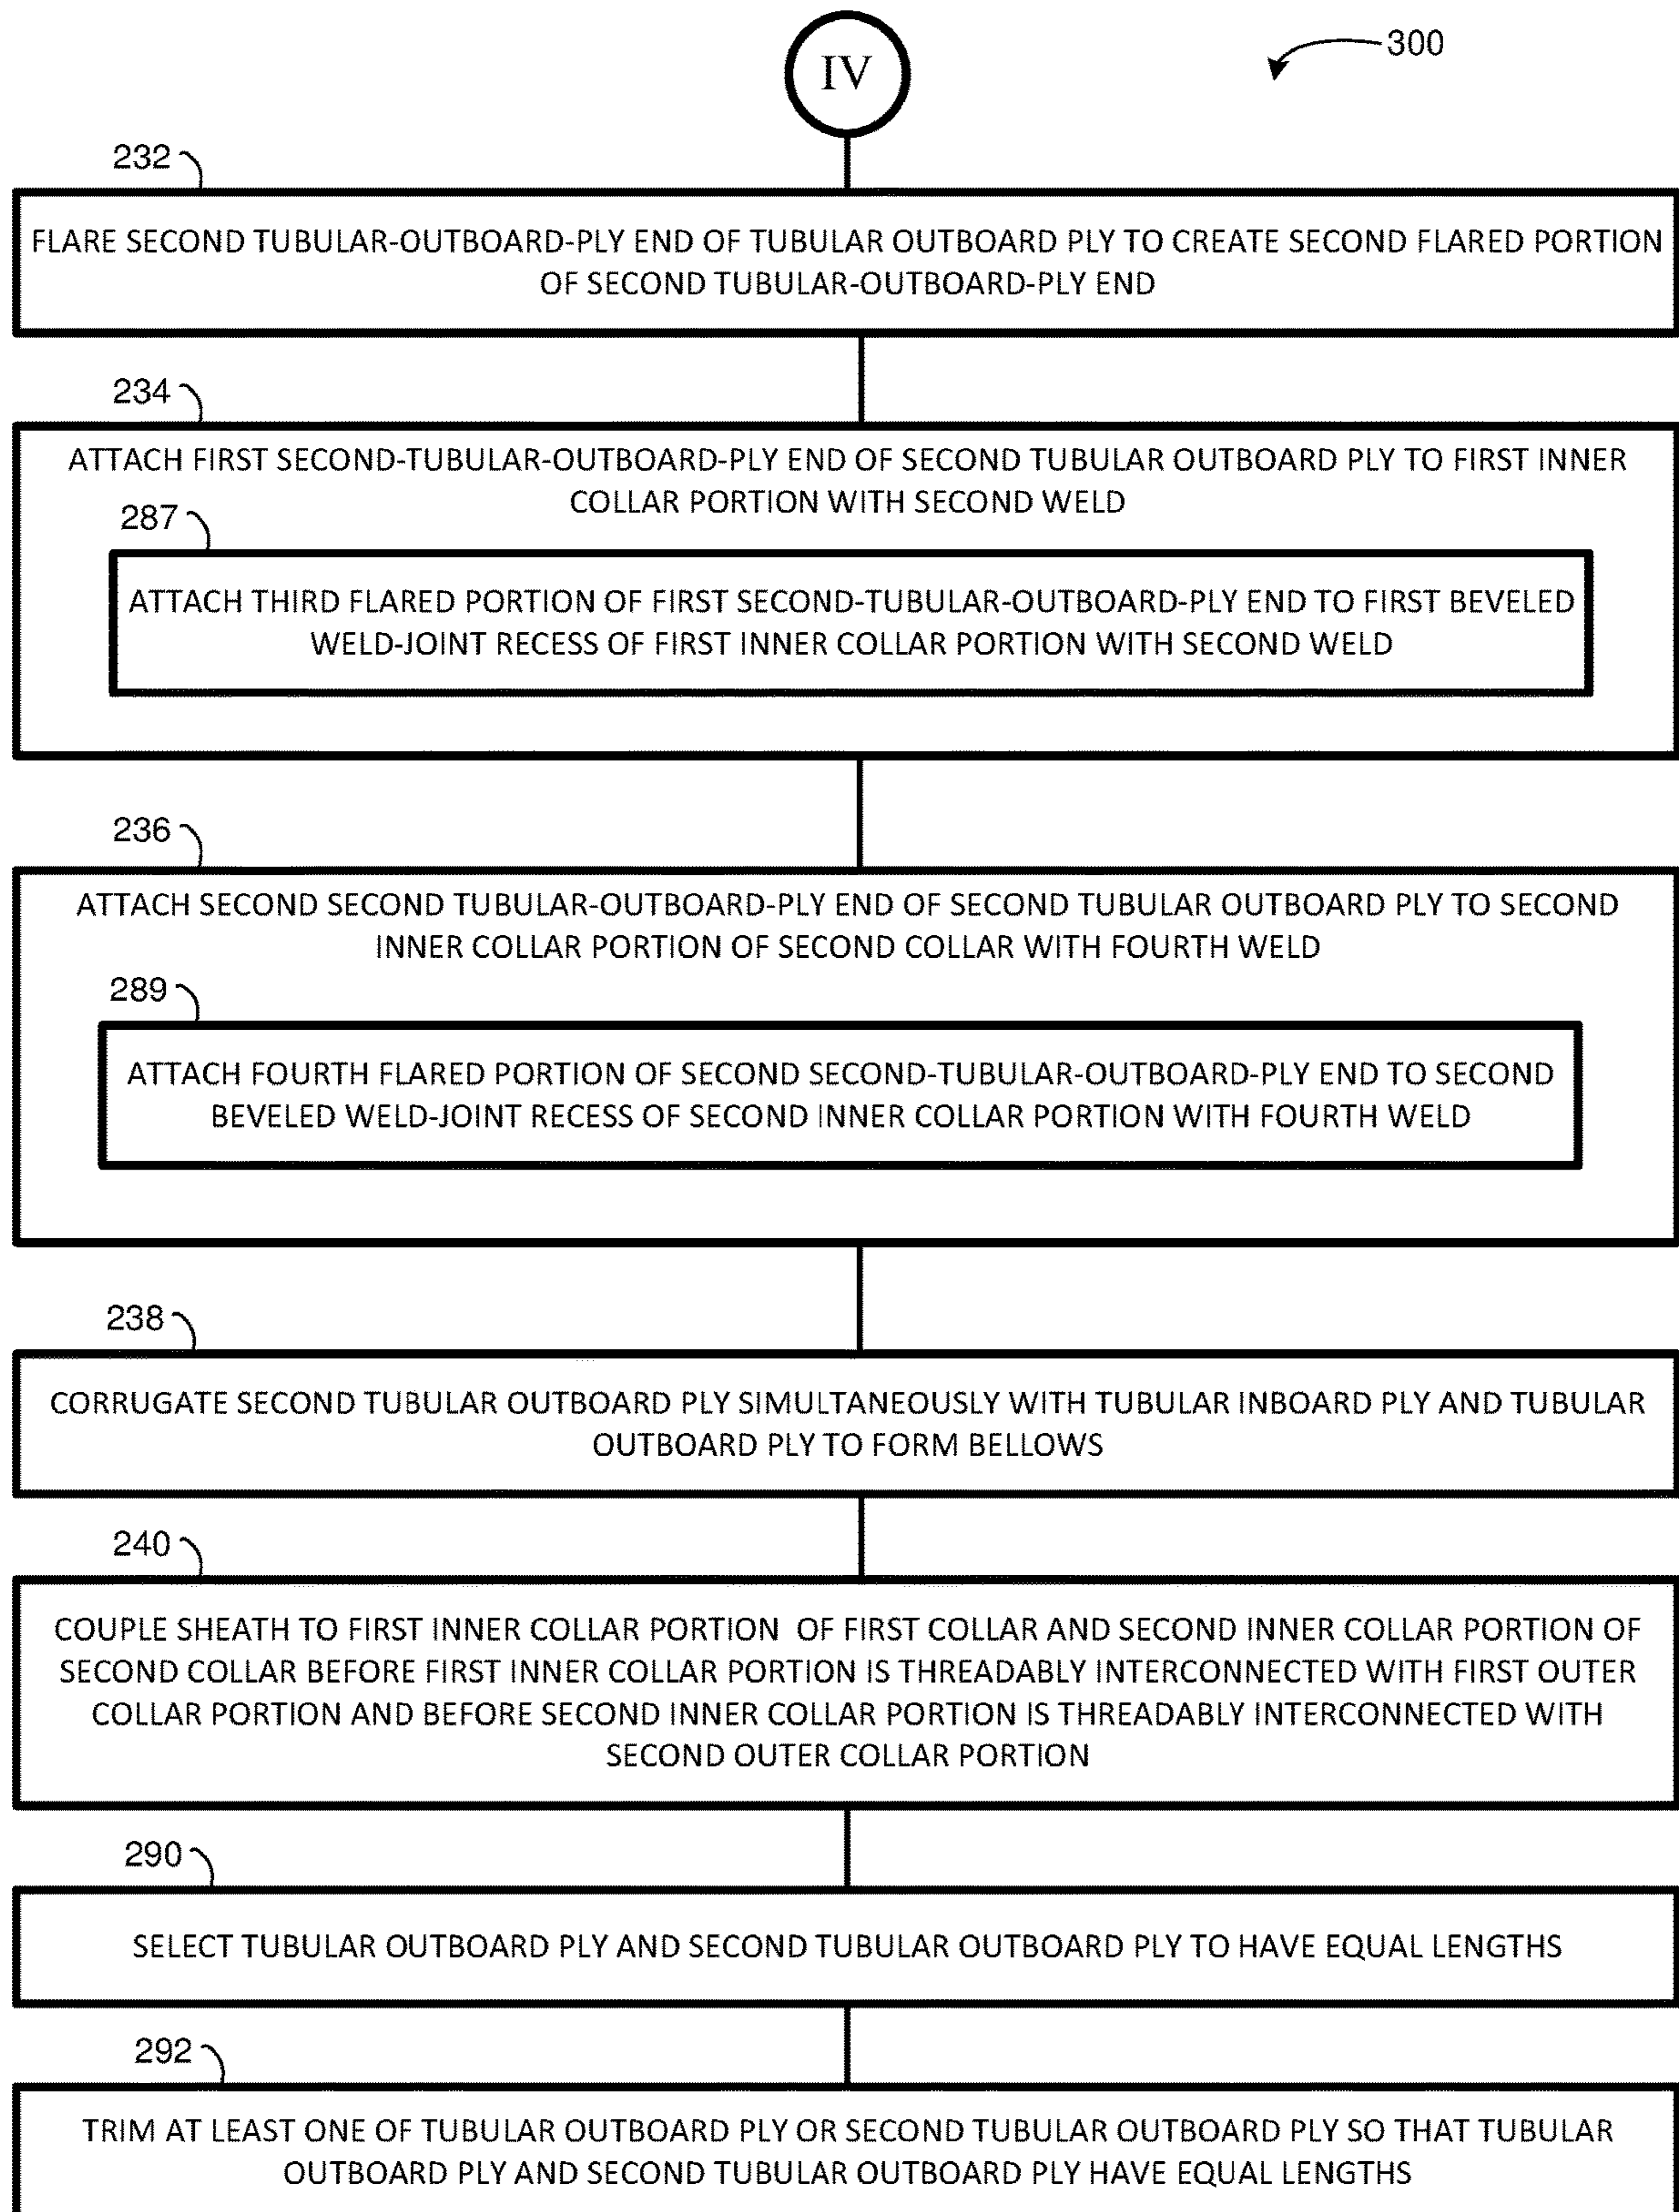 IV
300
232
FLARE SECOND TUBULAR-OUTBOARD-PLY END OF TUBULAR OUTBOARD PLY TO CREATE SECOND FLARED PORTION
OF SECOND TUBULAR-OUTBOARD-PLY END
234
ATTACH FIRST SECOND-TUBULAR-OUTBOARD-PLY END OF SECOND TUBULAR OUTBOARD PLY TO FIRST INNER
COLLAR PORTION WITH SECOND WELD
287
ATTACH THIRD FLARED PORTION OF FIRST SECOND-TUBULAR-OUTBOARD-PLY END TO FIRST BEVELED
WELD-JOINT RECESS OF FIRST INNER COLLAR PORTION WITH SECOND WELD
236
ATTACH SECOND SECOND TUBULAR-OUTBOARD-PLY END OF SECOND TUBULAR OUTBOARD PLY TO SECOND
INNER COLLAR PORTION OF SECOND COLLAR WITH FOURTH WELD
289
ATTACH FOURTH FLARED PORTION OF SECOND SECOND-TUBULAR-OUTBOARD-PLY END TO SECOND
BEVELED WELD-JOINT RECESS OF SECOND INNER COLLAR PORTION WITH FOURTH WELD
238
CORRUGATE SECOND TUBULAR OUTBOARD PLY SIMULTANEOUSLY WITH TUBULAR INBOARD PLY AND TUBULAR
OUTBOARD PLY TO FORM BELLOWS
240
COUPLE SHEATH TO FIRST INNER COLLAR PORTION OF FIRST COLLAR AND SECOND INNER COLLAR PORTION OF
SECOND COLLAR BEFORE FIRST INNER COLLAR PORTION IS THREADABLY INTERCONNECTED WITH FIRST OUTER
COLLAR PORTION AND BEFORE SECOND INNER COLLAR PORTION IS THREADABLY INTERCONNECTED WITH
SECOND OUTER COLLAR PORTION
290
SELECT TUBULAR OUTBOARD PLY AND SECOND TUBULAR OUTBOARD PLY TO HAVE EQUAL LENGTHS
292
TRIM AT LEAST ONE OF TUBULAR OUTBOARD PLY OR SECOND TUBULAR OUTBOARD PLY SO THAT TUBULAR
OUTBOARD PLY AND SECOND TUBULAR OUTBOARD PLY HAVE EQUAL LENGTHS